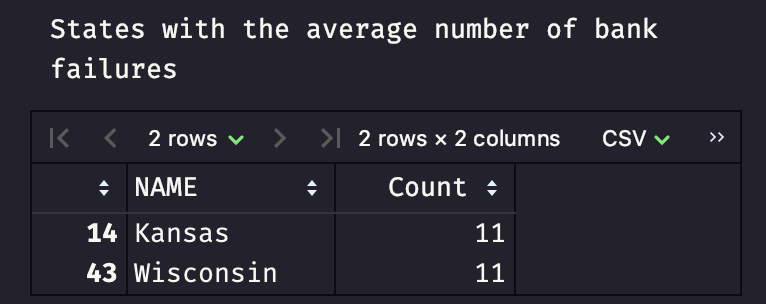 States with the average number of bank
failures
2 rows 2 rows × 2 columns CSV >>
NAME Count
14 Kansas 11
43 Wisconsin 11